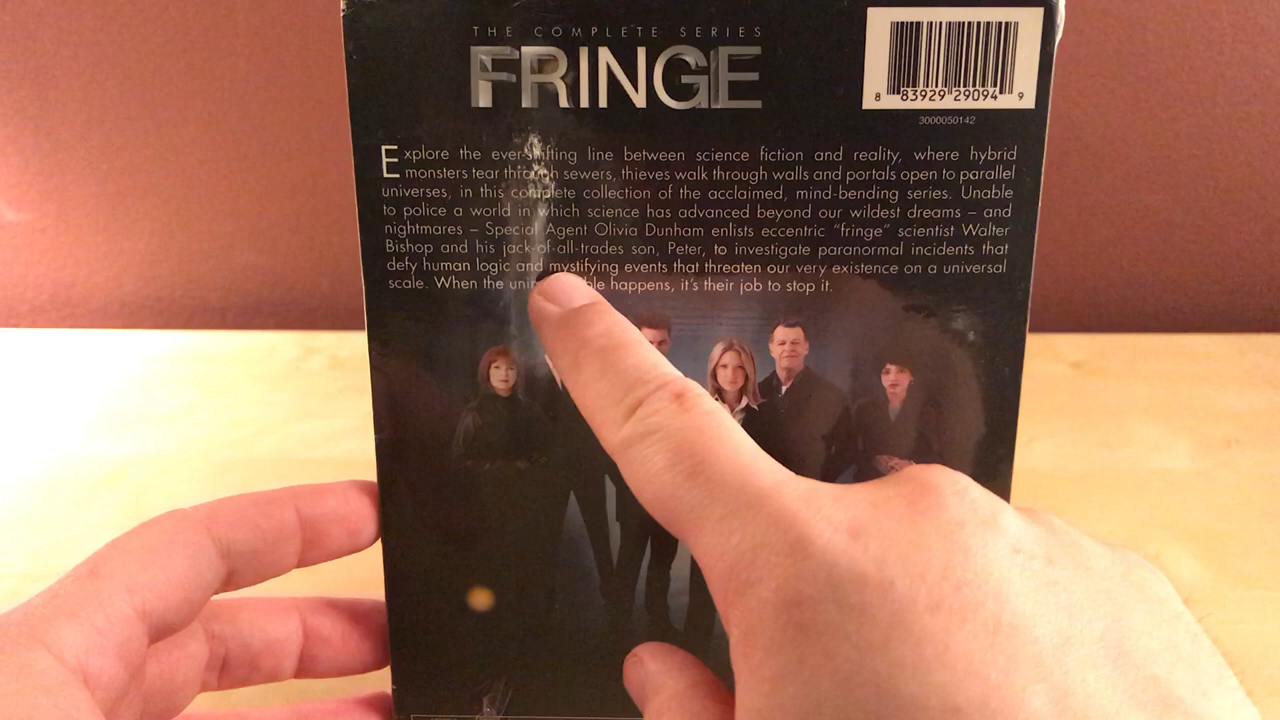 THE COMPLETE SERIES
FRINGE
8 83929 29094 9
3000050142
Explore the ever-shifting line between science fiction and reality, where hybrid
monsters tear through sewers, thieves walk through walls and portals open to parallel
universes, in this complete collection of the acclaimed, mind-bending series. Unable
to police a world in which science has advanced beyond our wildest dreams – and
nightmares – Special Agent Olivia Dunham enlists eccentric “fringe” scientist Walter
Bishop and his jack-of-all-trades son, Peter, to investigate paranormal incidents that
defy human logic and mystifying events that threaten our very existence on a universal
scale. When the happens, it's their job to stop it.